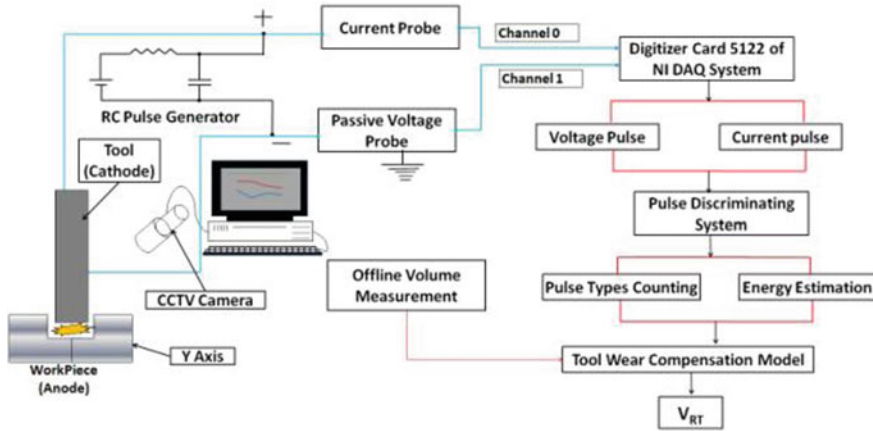 +
Current Probe
Channel 0
Digitizer Card 5122 of
NI DAQ System
Channel 1
RC Pulse Generator
Passive Voltage
Probe
−
Voltage Pulse
Current pulse
Tool
(Cathode)
Pulse Discriminating
System
Offline Volume
Measurement
CCTV Camera
Pulse Types Counting
Energy Estimation
Y Axis
WorkPiece
(Anode)
Tool Wear Compensation Model
VRT